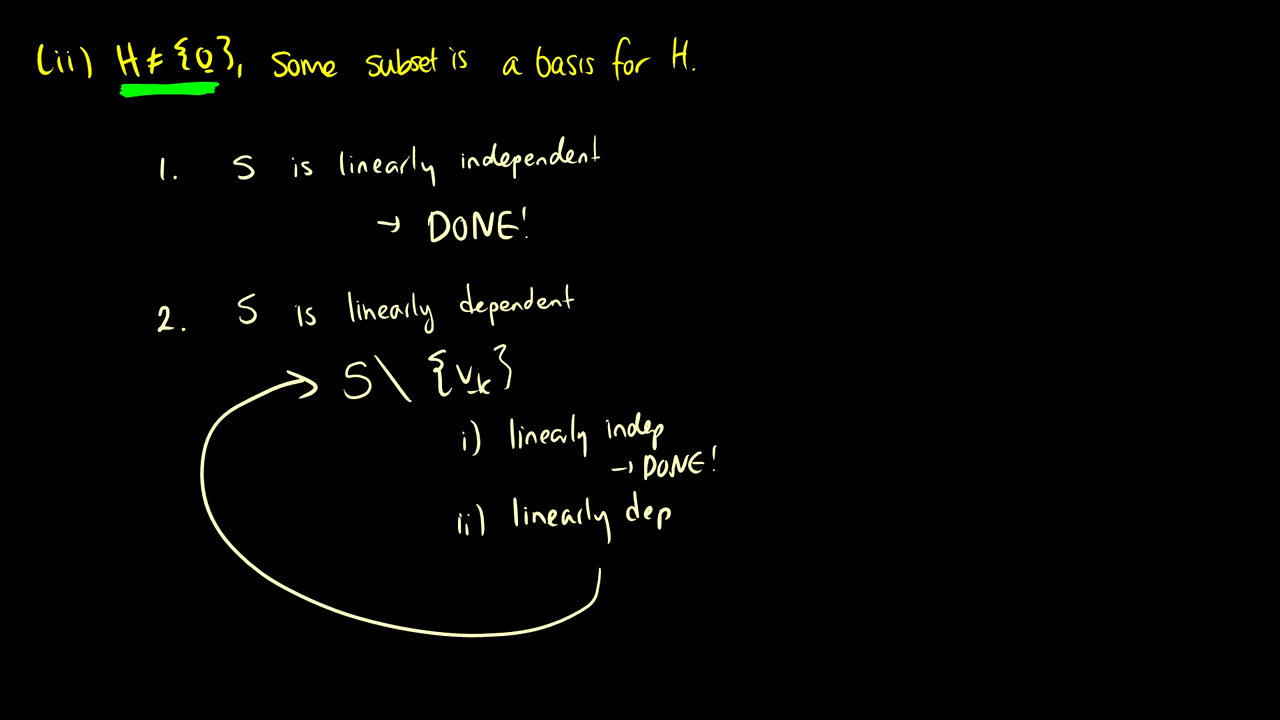 (ii) H ≠ {0}, some subset is a basis for H.
1. S is linearly independent
→ DONE!
2. S is linearly dependent
S \ {v_k}
i) linearly indep
→ DONE!
ii) linearly dep